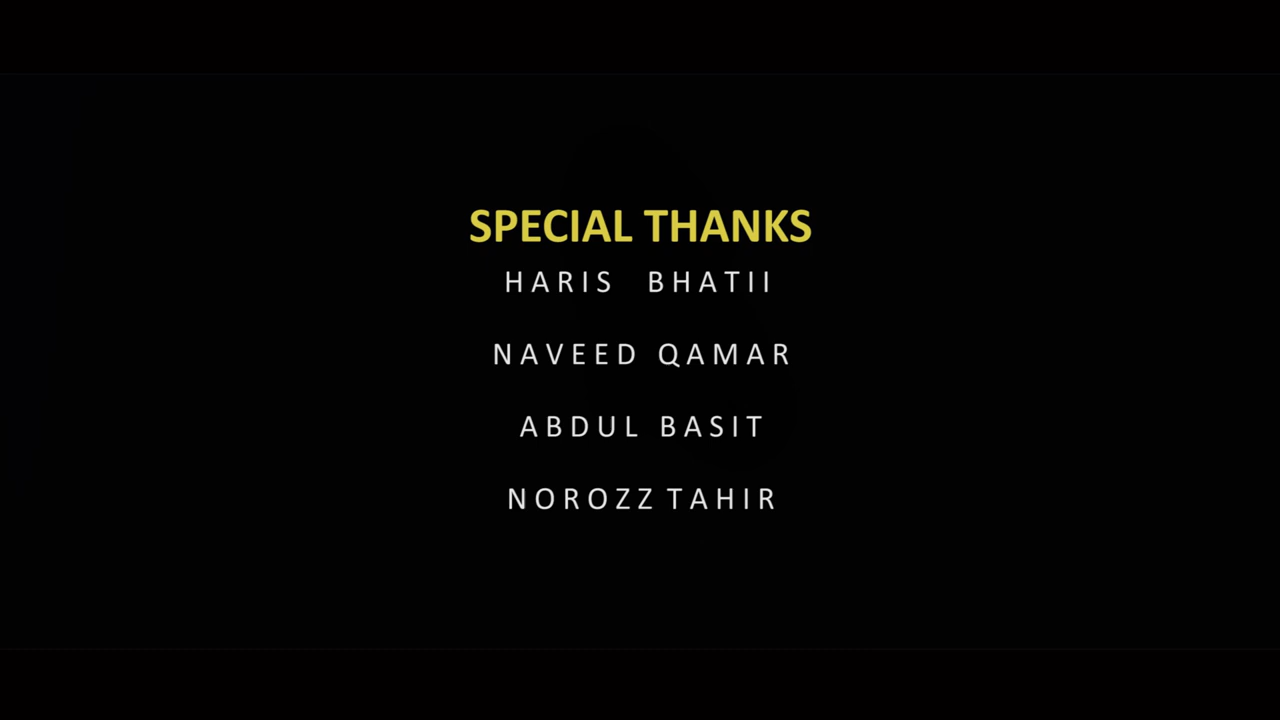 SPECIAL THANKS
HARIS BHATII
NAVEED QAMAR
ABDUL BASIT
NOROZZ TAHIR